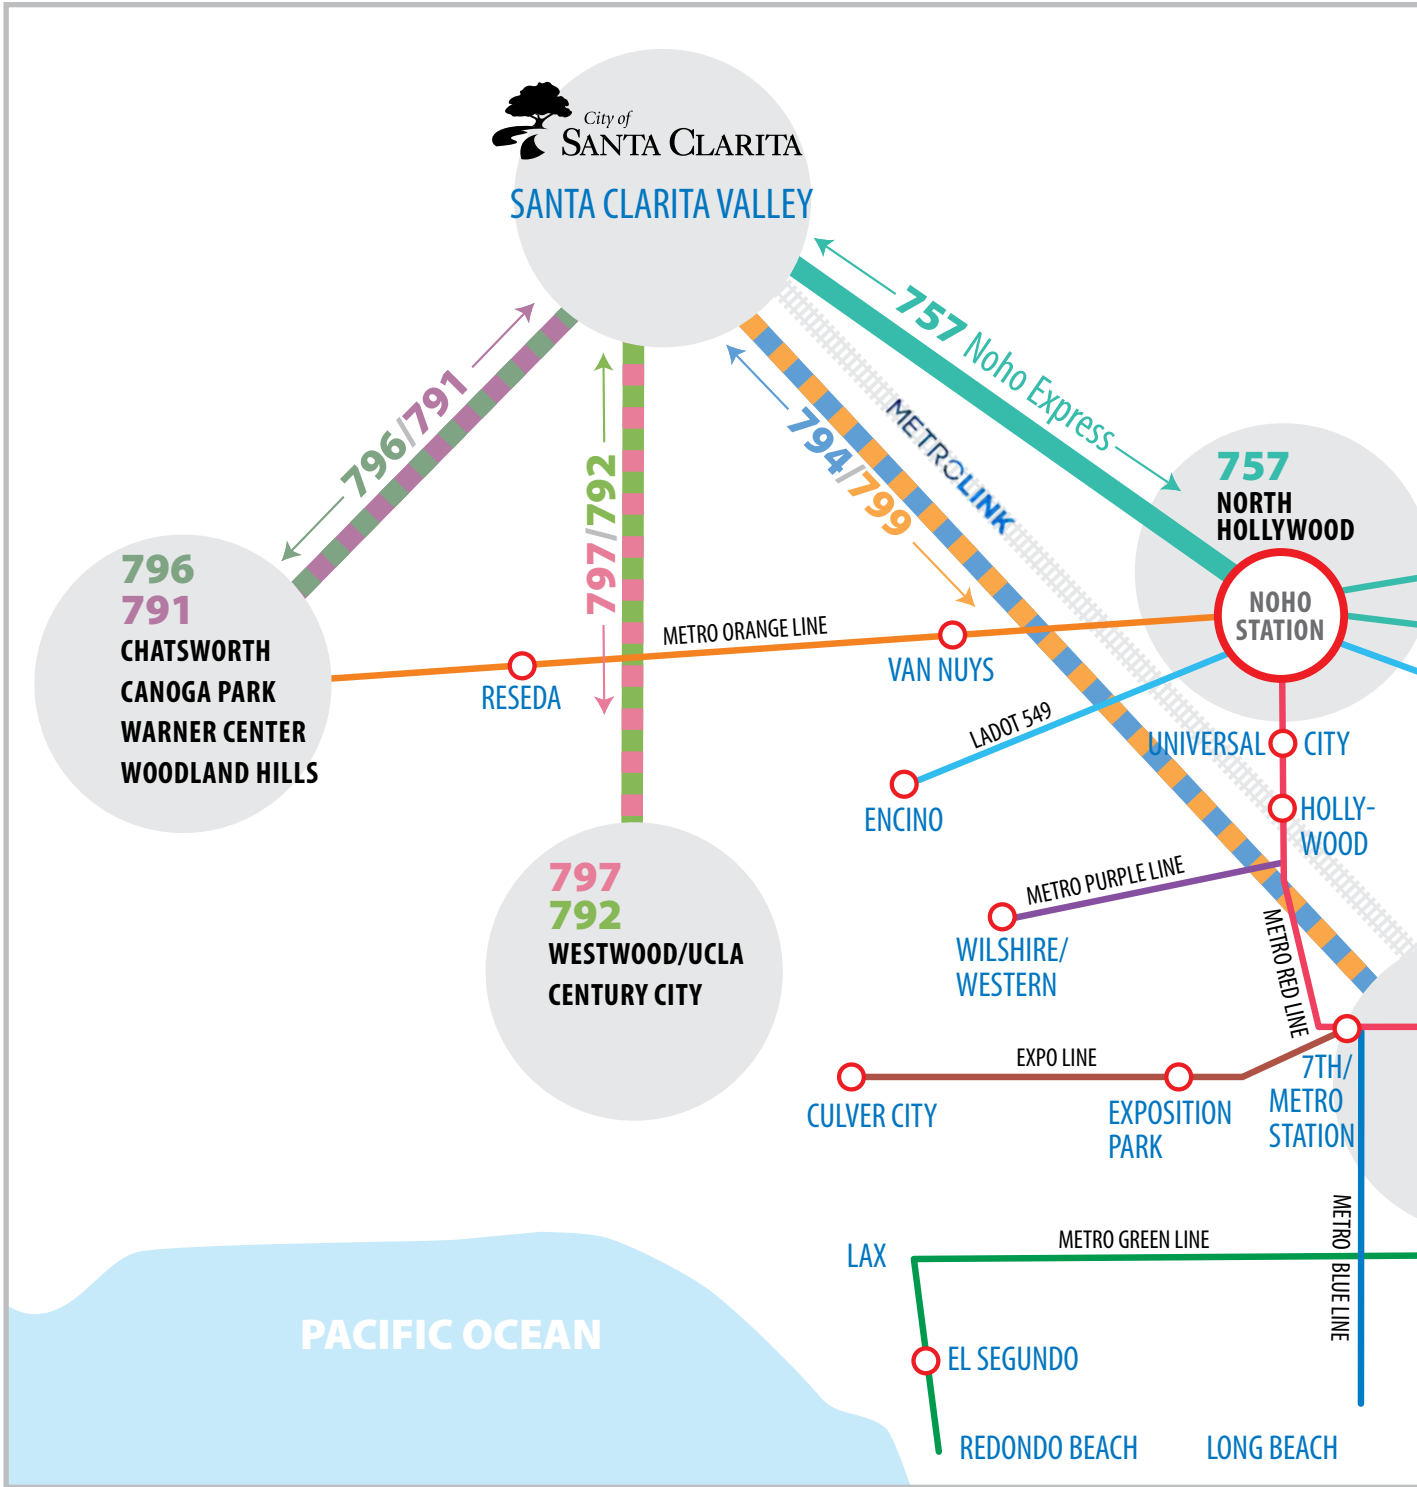 City of
SANTA CLARITA
SANTA CLARITA VALLEY
757 Noho Express
796/791
797/792
794/799
METROLINK
757
NORTH
HOLLYWOOD
NOHO
STATION
796
791
CHATSWORTH
CANOGA PARK
WARNER CENTER
WOODLAND HILLS
METRO ORANGE LINE
RESEDA
VAN NUYS
LADOT 549
ENCINO
UNIVERSAL CITY
HOLLY-
WOOD
797
792
WESTWOOD/UCLA
CENTURY CITY
METRO PURPLE LINE
WILSHIRE/
WESTERN
METRO RED LINE
EXPO LINE
CULVER CITY
EXPOSITION
PARK
7TH/
METRO
STATION
METRO BLUE LINE
LAX
METRO GREEN LINE
PACIFIC OCEAN
EL SEGUNDO
REDONDO BEACH
LONG BEACH